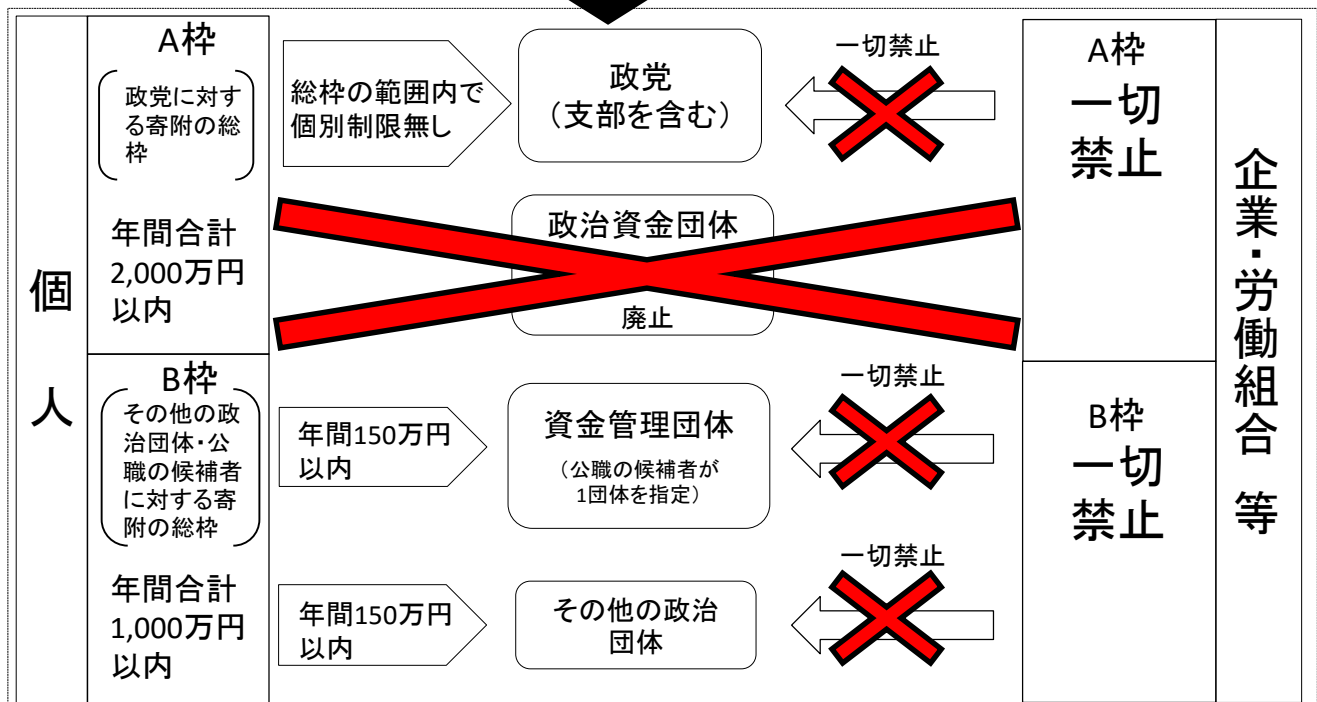 個人
A枠
政党に対す
る寄附の総
枠
年間合計
2,000万円
以内
総枠の範囲内で
個別制限無し
政党
（支部を含む）
一切禁止
A枠
一切
禁止
企業・労働組合 等
政治資金団体
廃止
B枠
その他の政
治団体・公
職の候補者
に対する寄
附の総枠
年間合計
1,000万円
以内
年間150万円
以内
資金管理団体
（公職の候補者が
1団体を指定）
一切禁止
B枠
一切
禁止
年間150万円
以内
その他の政治
団体
一切禁止